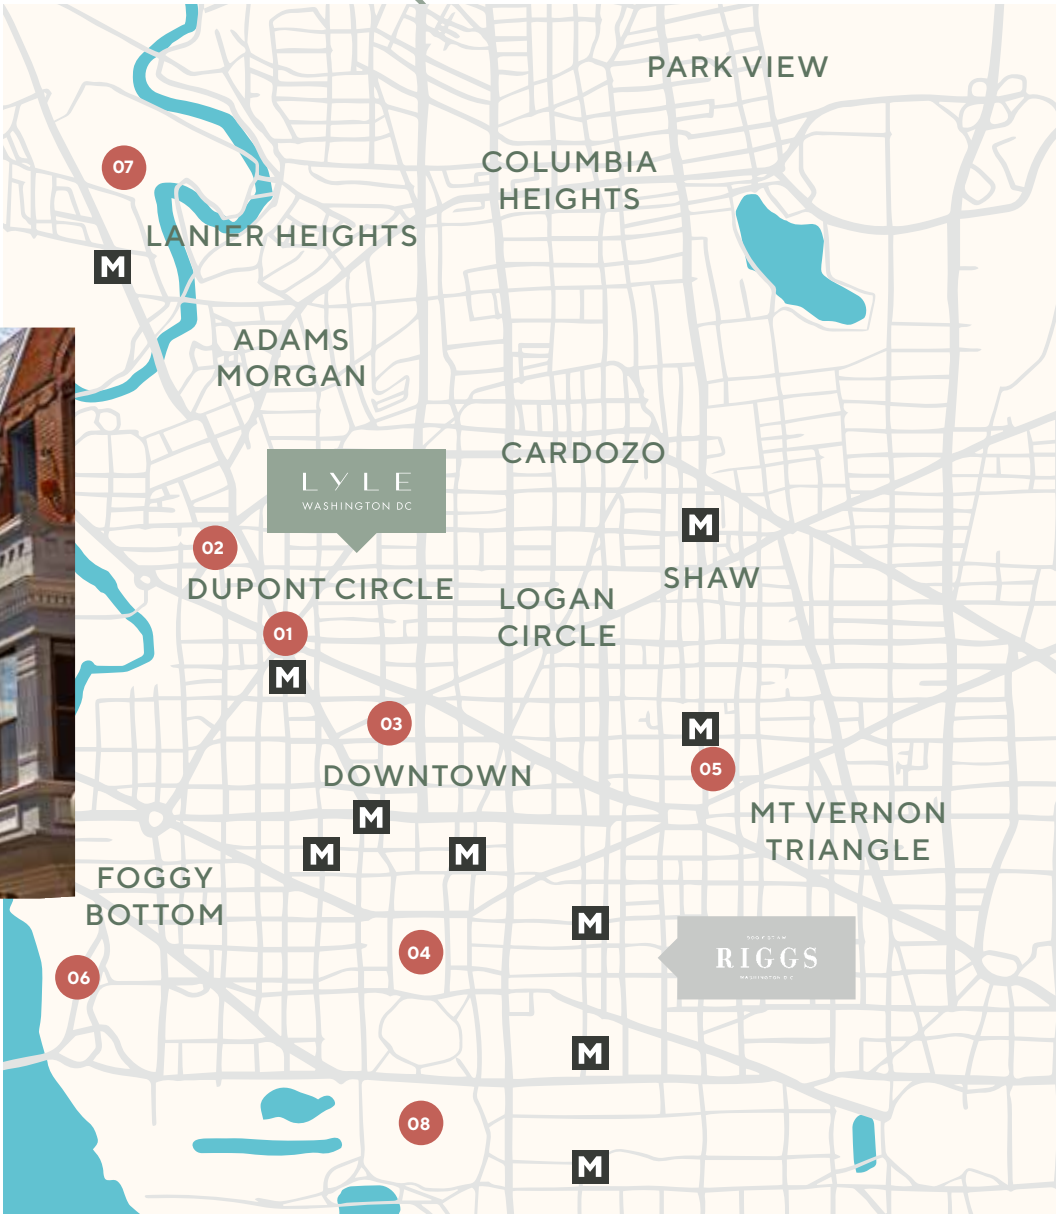 PARK VIEW
COLUMBIA
HEIGHTS
07
LANIER HEIGHTS
M
ADAMS
MORGAN
CARDOZO
LYLE
WASHINGTON DC
M
02
SHAW
DUPONT CIRCLE
LOGAN
CIRCLE
01
M
03
M
05
DOWNTOWN
MT VERNON
TRIANGLE
M
M
M
FOGGY
BOTTOM
M
04
RIGGS
WASHINGTON D.C.
06
M
08
M